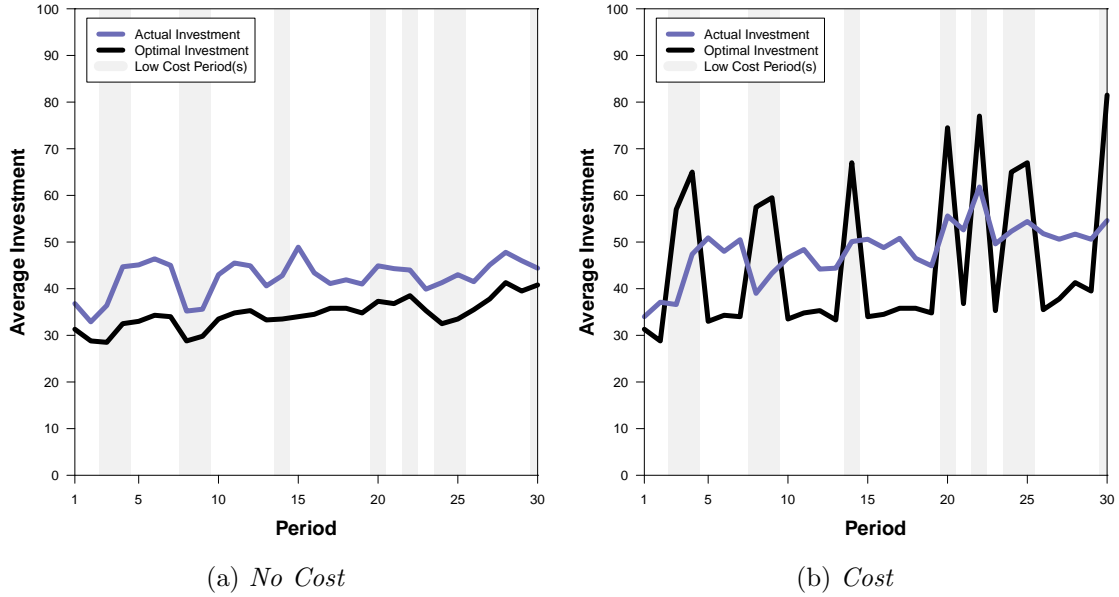 100
90
80
70
60
50
40
30
20
10
0
Average Investment
Actual Investment
Optimal Investment
Low Cost Period(s)
1 5 10 15 20 25 30
Period
(a) No Cost
100
90
80
70
60
50
40
30
20
10
0
Average Investment
Actual Investment
Optimal Investment
Low Cost Period(s)
1 5 10 15 20 25 30
Period
(b) Cost